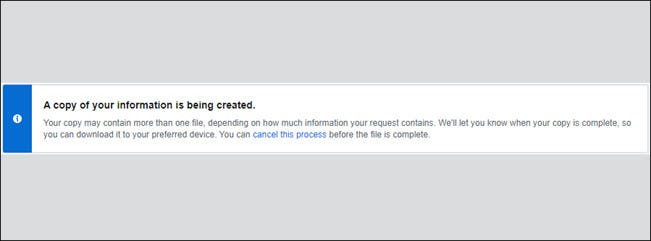 A copy of your information is being created.
Your copy may contain more than one file, depending on how much information your request contains. We'll let you know when your copy is complete, so
you can download it to your preferred device. You can cancel this process before the file is complete.